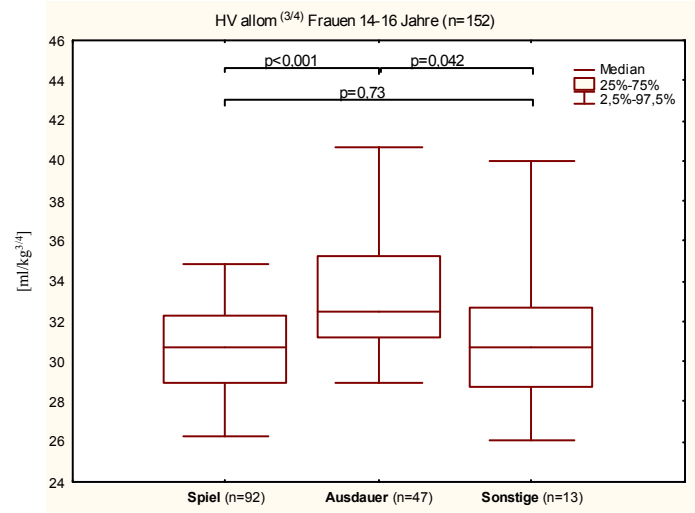 HV allom (3/4) Frauen 14-16 Jahre (n=152)
46
44
42
40
38
36
34
32
30
28
26
24
[ml/kg3/4]
p<0,001
p=0,042
p=0,73
Median
25%-75%
2,5%-97,5%
Spiel (n=92)
Ausdauer (n=47)
Sonstige (n=13)